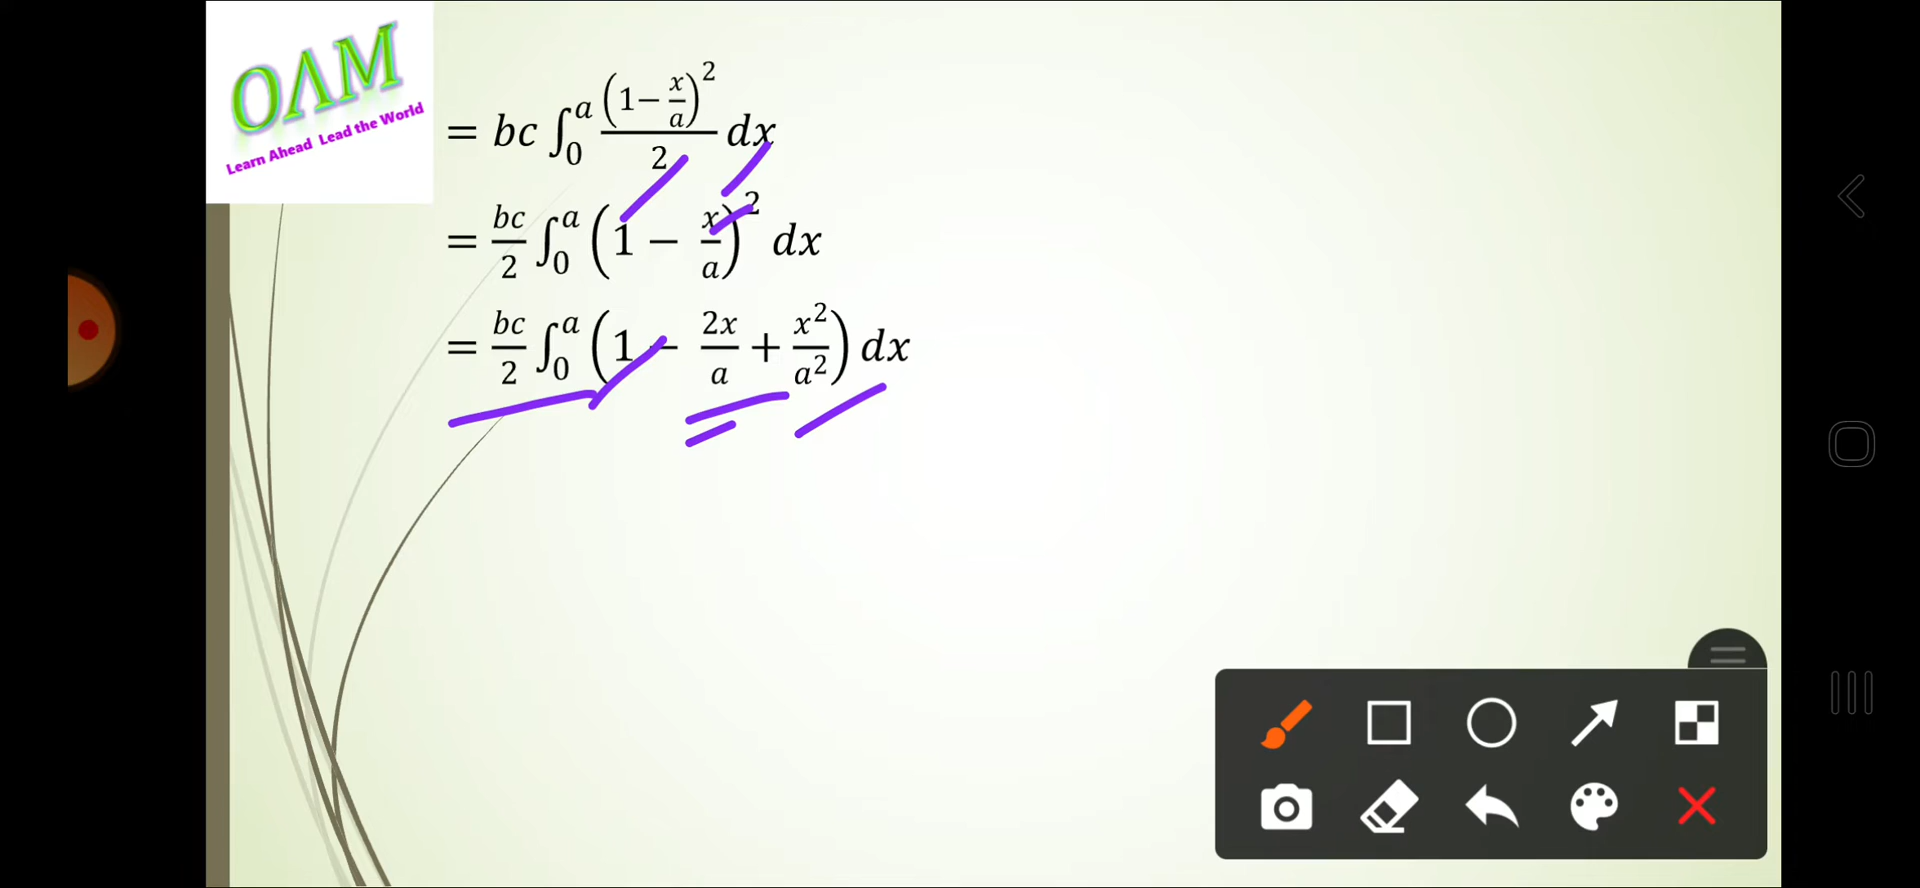 OΛM
Learn Ahead Lead the World
= bc ∫₀ᵃ (1−x/a)²/2 dx
= bc/2 ∫₀ᵃ (1 − x/a)² dx
= bc/2 ∫₀ᵃ (1 − 2x/a + x²/a²) dx